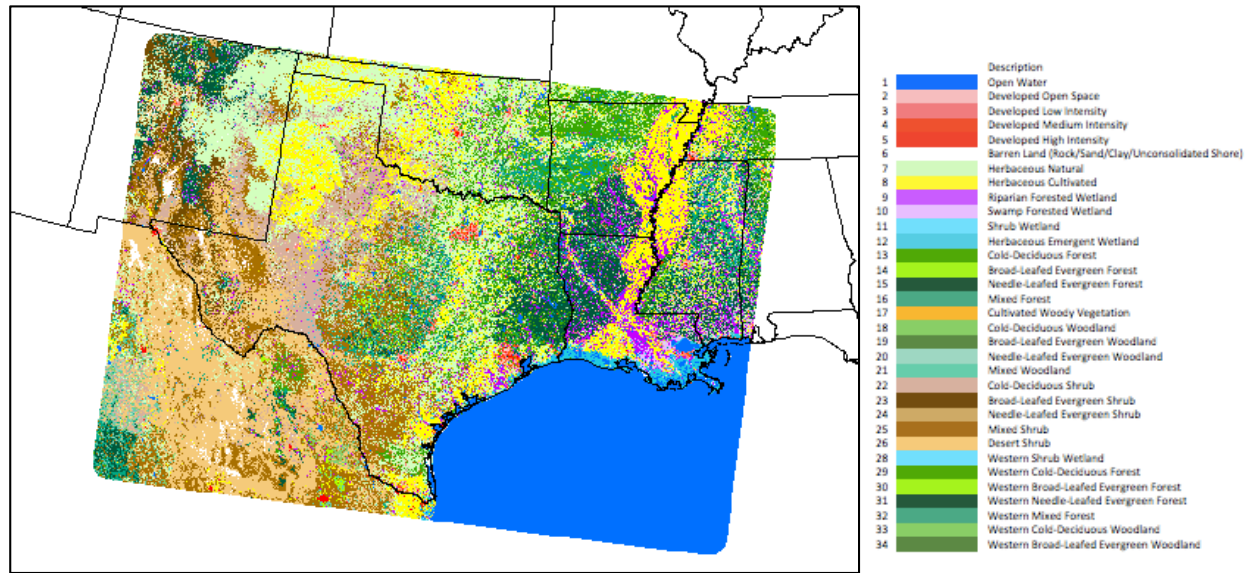 Description
1 Open Water
2 Developed Open Space
3 Developed Low Intensity
4 Developed Medium Intensity
5 Developed High Intensity
6 Barren Land (Rock/Sand/Clay/Unconsolidated Shore)
7 Herbaceous Natural
8 Herbaceous Cultivated
9 Riparian Forested Wetland
10 Swamp Forested Wetland
11 Shrub Wetland
12 Herbaceous Emergent Wetland
13 Cold-Deciduous Forest
14 Broad-Leafed Evergreen Forest
15 Needle-Leafed Evergreen Forest
16 Mixed Forest
17 Cultivated Woody Vegetation
18 Cold-Deciduous Woodland
19 Broad-Leafed Evergreen Woodland
20 Needle-Leafed Evergreen Woodland
21 Mixed Woodland
22 Cold-Deciduous Shrub
23 Broad-Leafed Evergreen Shrub
24 Needle-Leafed Evergreen Shrub
25 Mixed Shrub
26 Desert Shrub
28 Western Shrub Wetland
29 Western Cold-Deciduous Forest
30 Western Broad-Leafed Evergreen Forest
31 Western Needle-Leafed Evergreen Forest
32 Western Mixed Forest
33 Western Cold-Deciduous Woodland
34 Western Broad-Leafed Evergreen Woodland